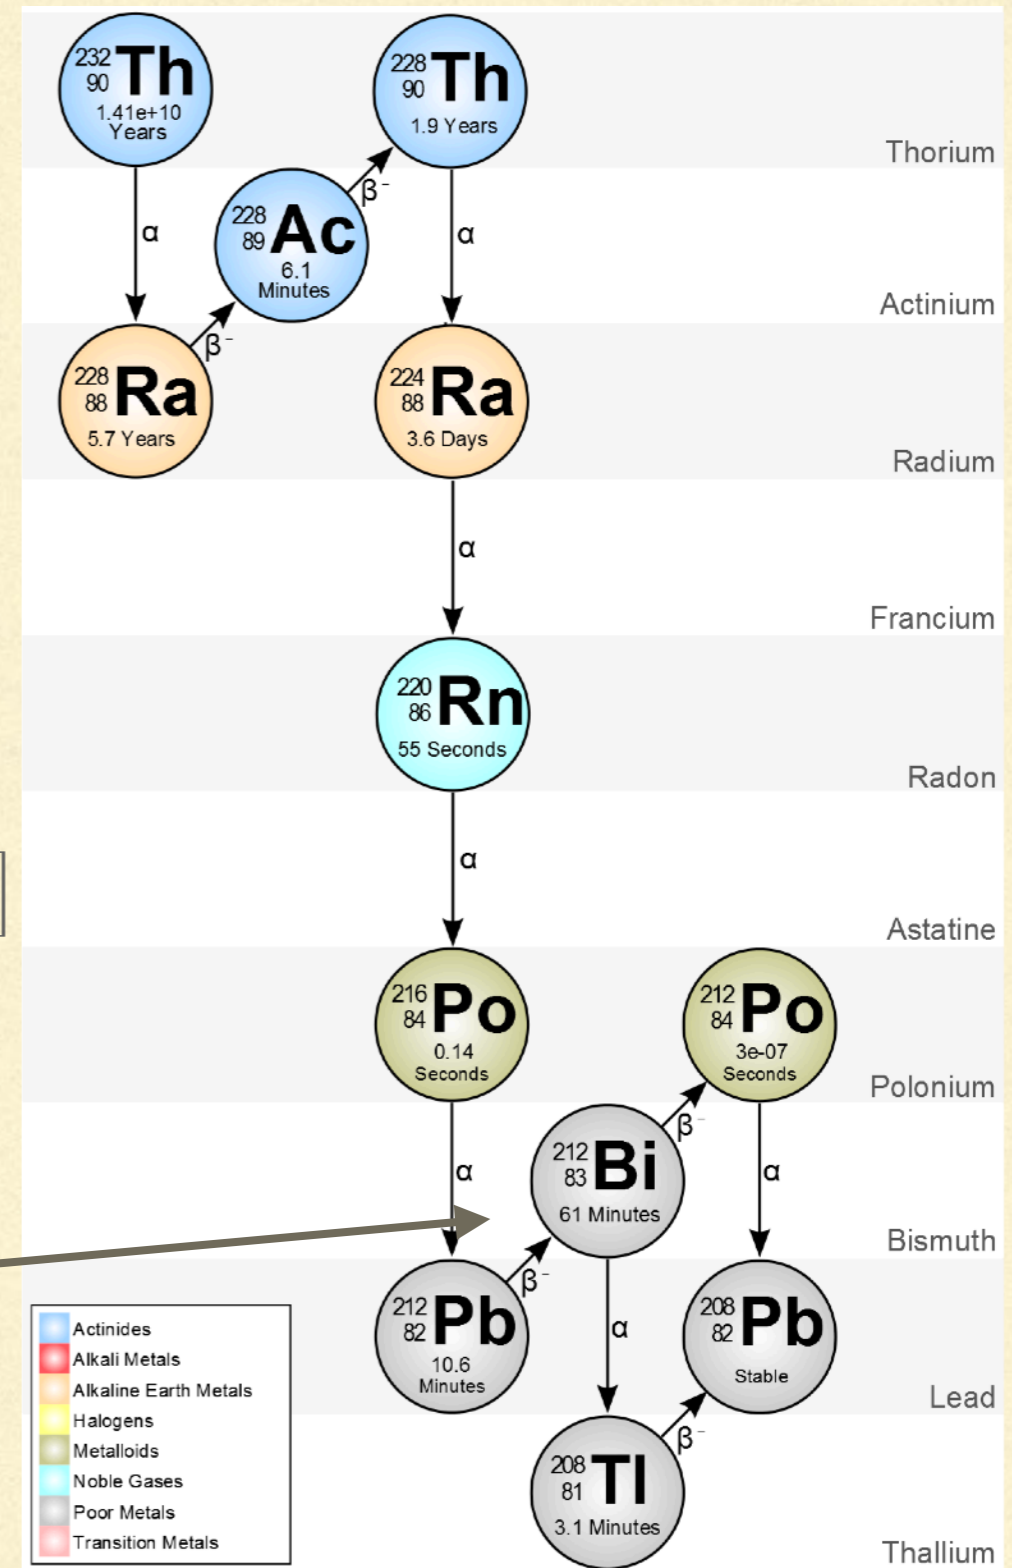 232
90
Th
1.41e+10
Years
228
90
Th
1.9 Years
Thorium
α
β-
228
89
Ac
6.1
Minutes
α
Actinium
β-
228
88
Ra
5.7 Years
224
88
Ra
3.6 Days
Radium
α
Francium
220
86
Rn
55 Seconds
Radon
α
Astatine
216
84
Po
0.14
Seconds
212
84
Po
3e-07
Seconds
Polonium
α
β-
212
83
Bi
61 Minutes
α
Bismuth
β-
212
82
Pb
10.6
Minutes
α
208
82
Pb
Stable
Lead
β-
208
81
Tl
3.1 Minutes
Thallium
Actinides
Alkali Metals
Alkaline Earth Metals
Halogens
Metalloids
Noble Gases
Poor Metals
Transition Metals